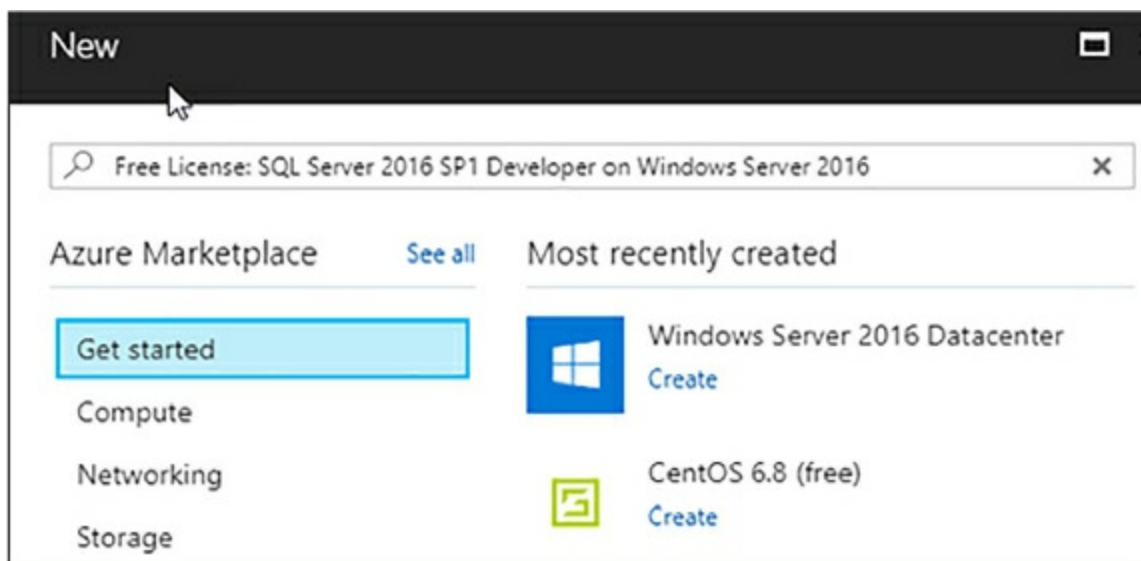 New
Free License: SQL Server 2016 SP1 Developer on Windows Server 2016
Azure Marketplace
See all
Get started
Compute
Networking
Storage
Most recently created
Windows Server 2016 Datacenter
Create
CentOS 6.8 (free)
Create